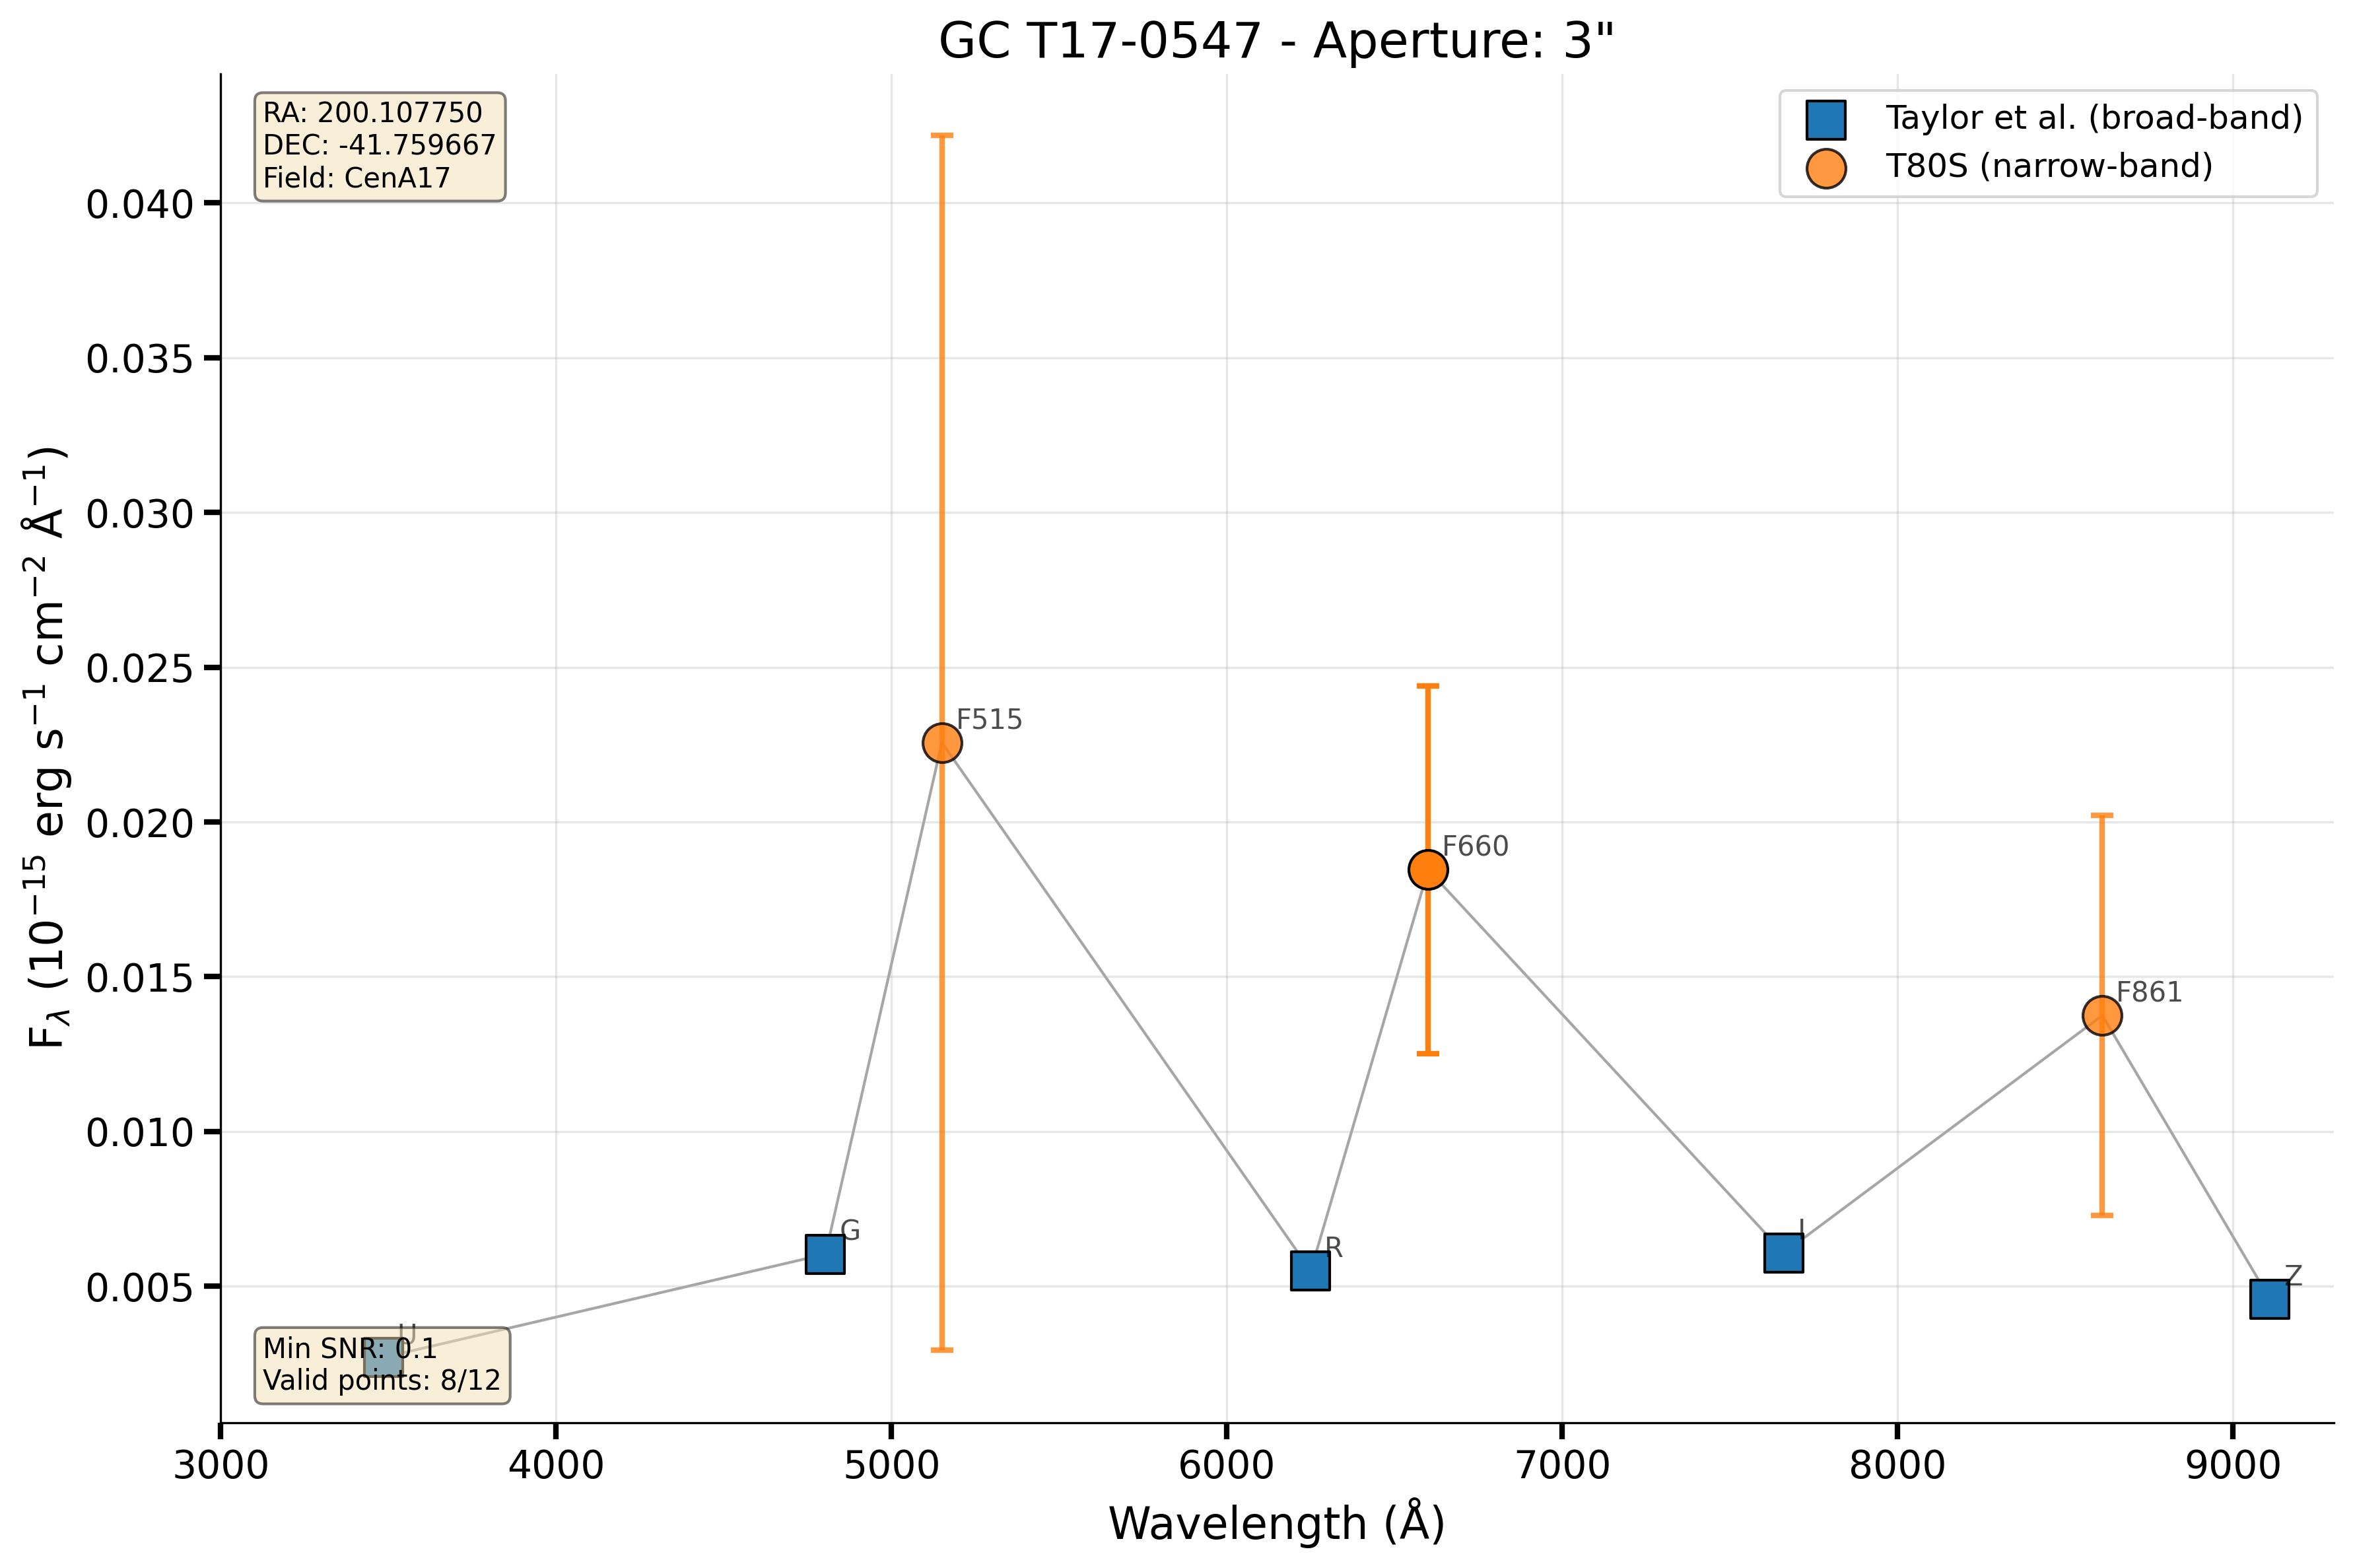 GC T17-0547 - Aperture: 3"
RA: 200.107750
DEC: -41.759667
Field: CenA17
Taylor et al. (broad-band)
T80S (narrow-band)
0.040
0.035
0.030
0.025
0.020
0.015
0.010
0.005
Fλ (10⁻¹⁵ erg s⁻¹ cm⁻² Å⁻¹)
F515
F660
F861
G
R
I
Z
U
Min SNR: 0.1
Valid points: 8/12
3000 4000 5000 6000 7000 8000 9000
Wavelength (Å)